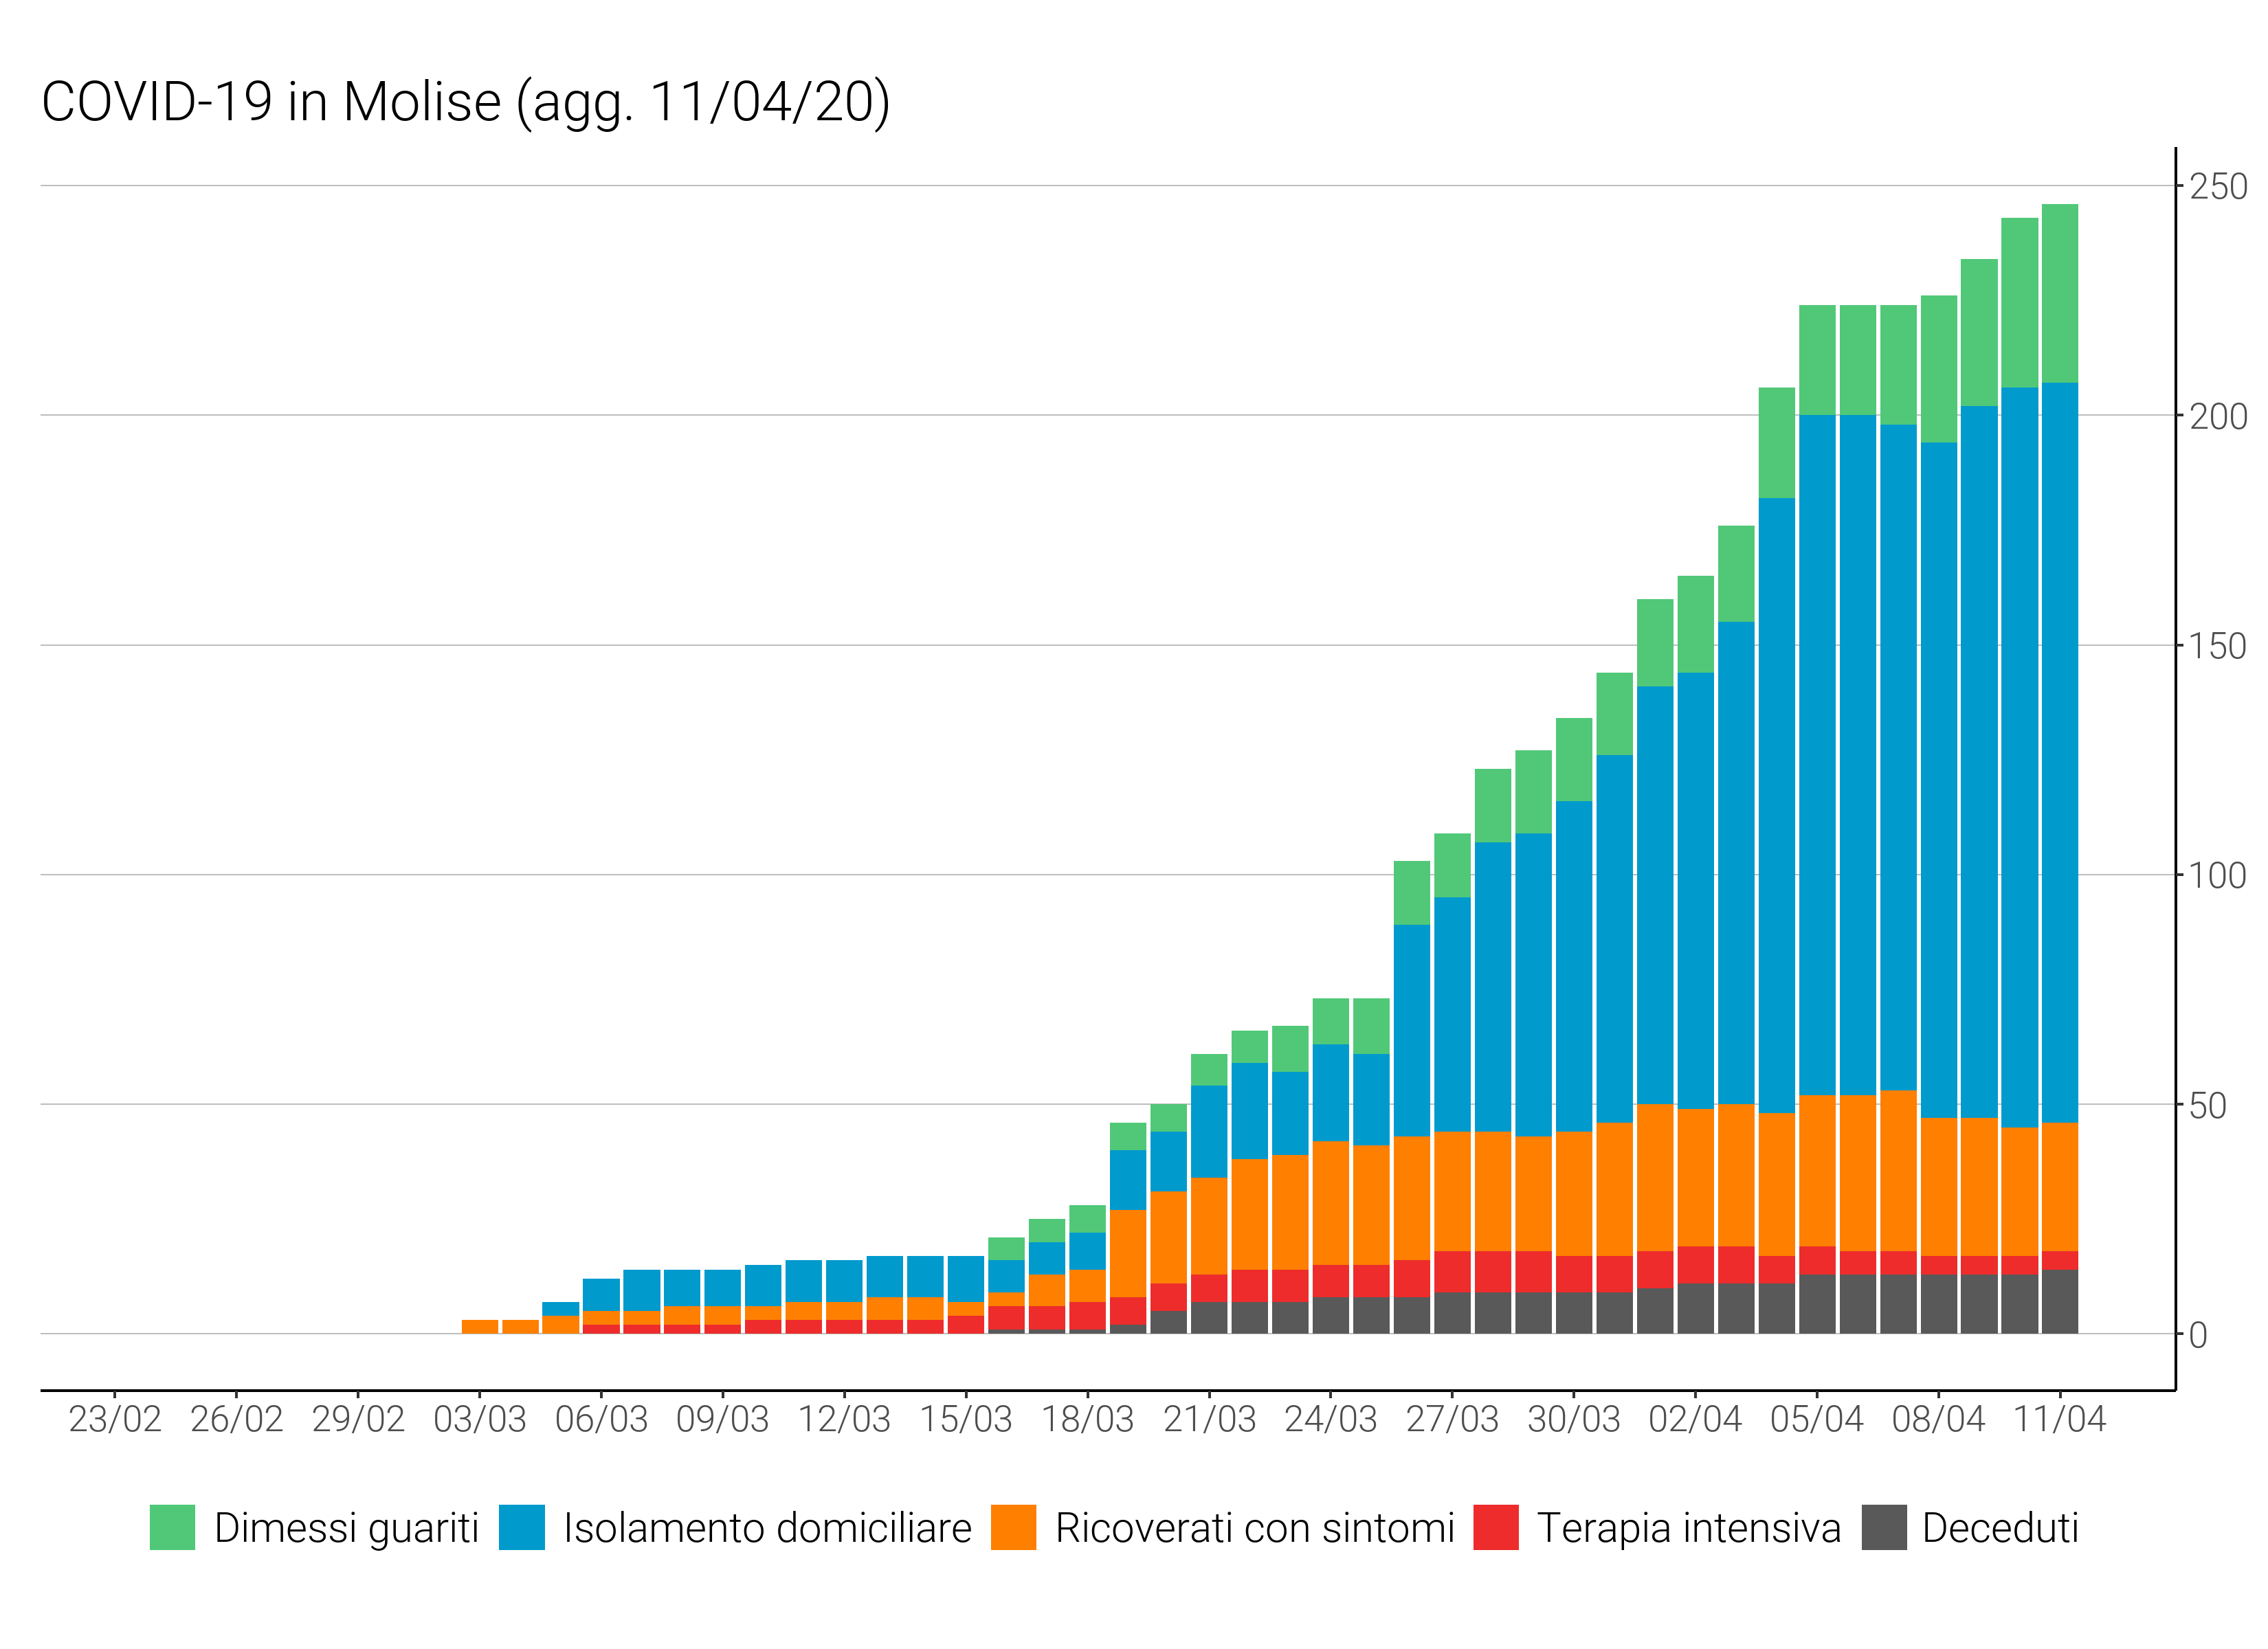 COVID-19 in Molise (agg. 11/04/20)
250
200
150
100
50
0
23/02 26/02 29/02 03/03 06/03 09/03 12/03 15/03 18/03 21/03 24/03 27/03 30/03 02/04 05/04 08/04 11/04
Dimessi guariti Isolamento domiciliare Ricoverati con sintomi Terapia intensiva Deceduti